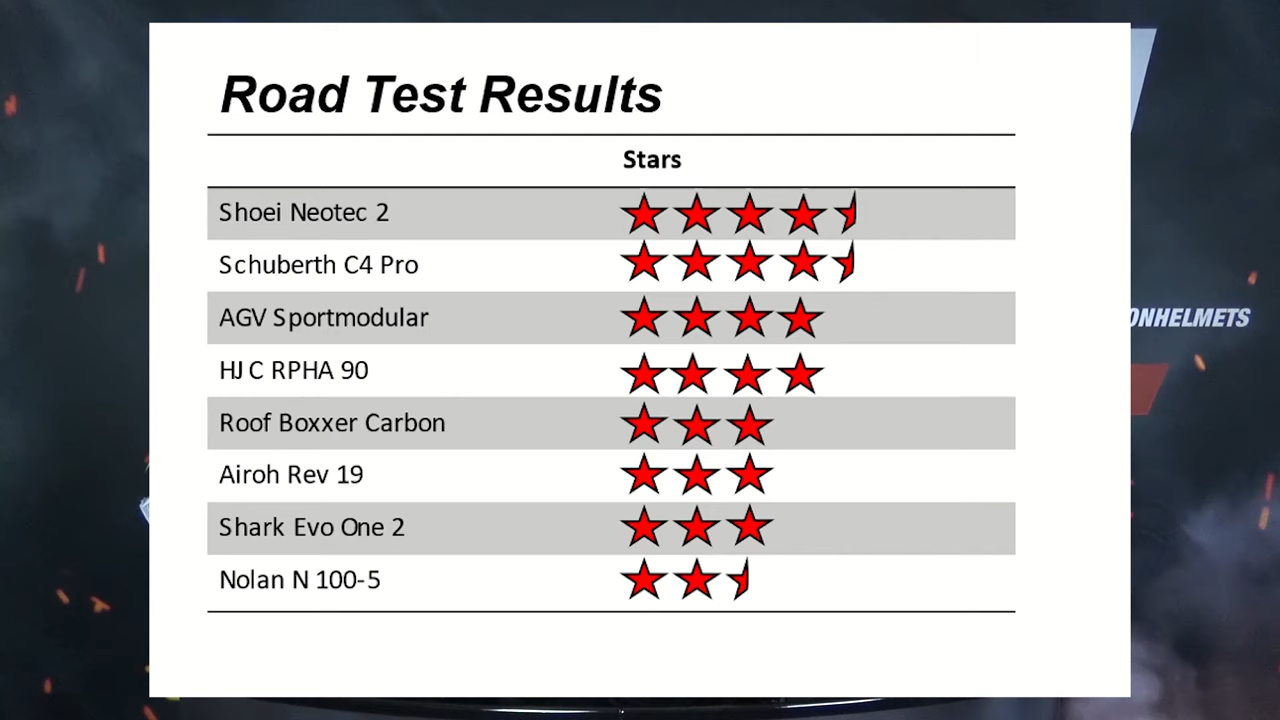 Road Test Results
Stars
Shoei Neotec 2
Schuberth C4 Pro
AGV Sportmodular
HJC RPHA 90
Roof Boxxer Carbon
Airoh Rev 19
Shark Evo One 2
Nolan N 100-5
ONHELMETS